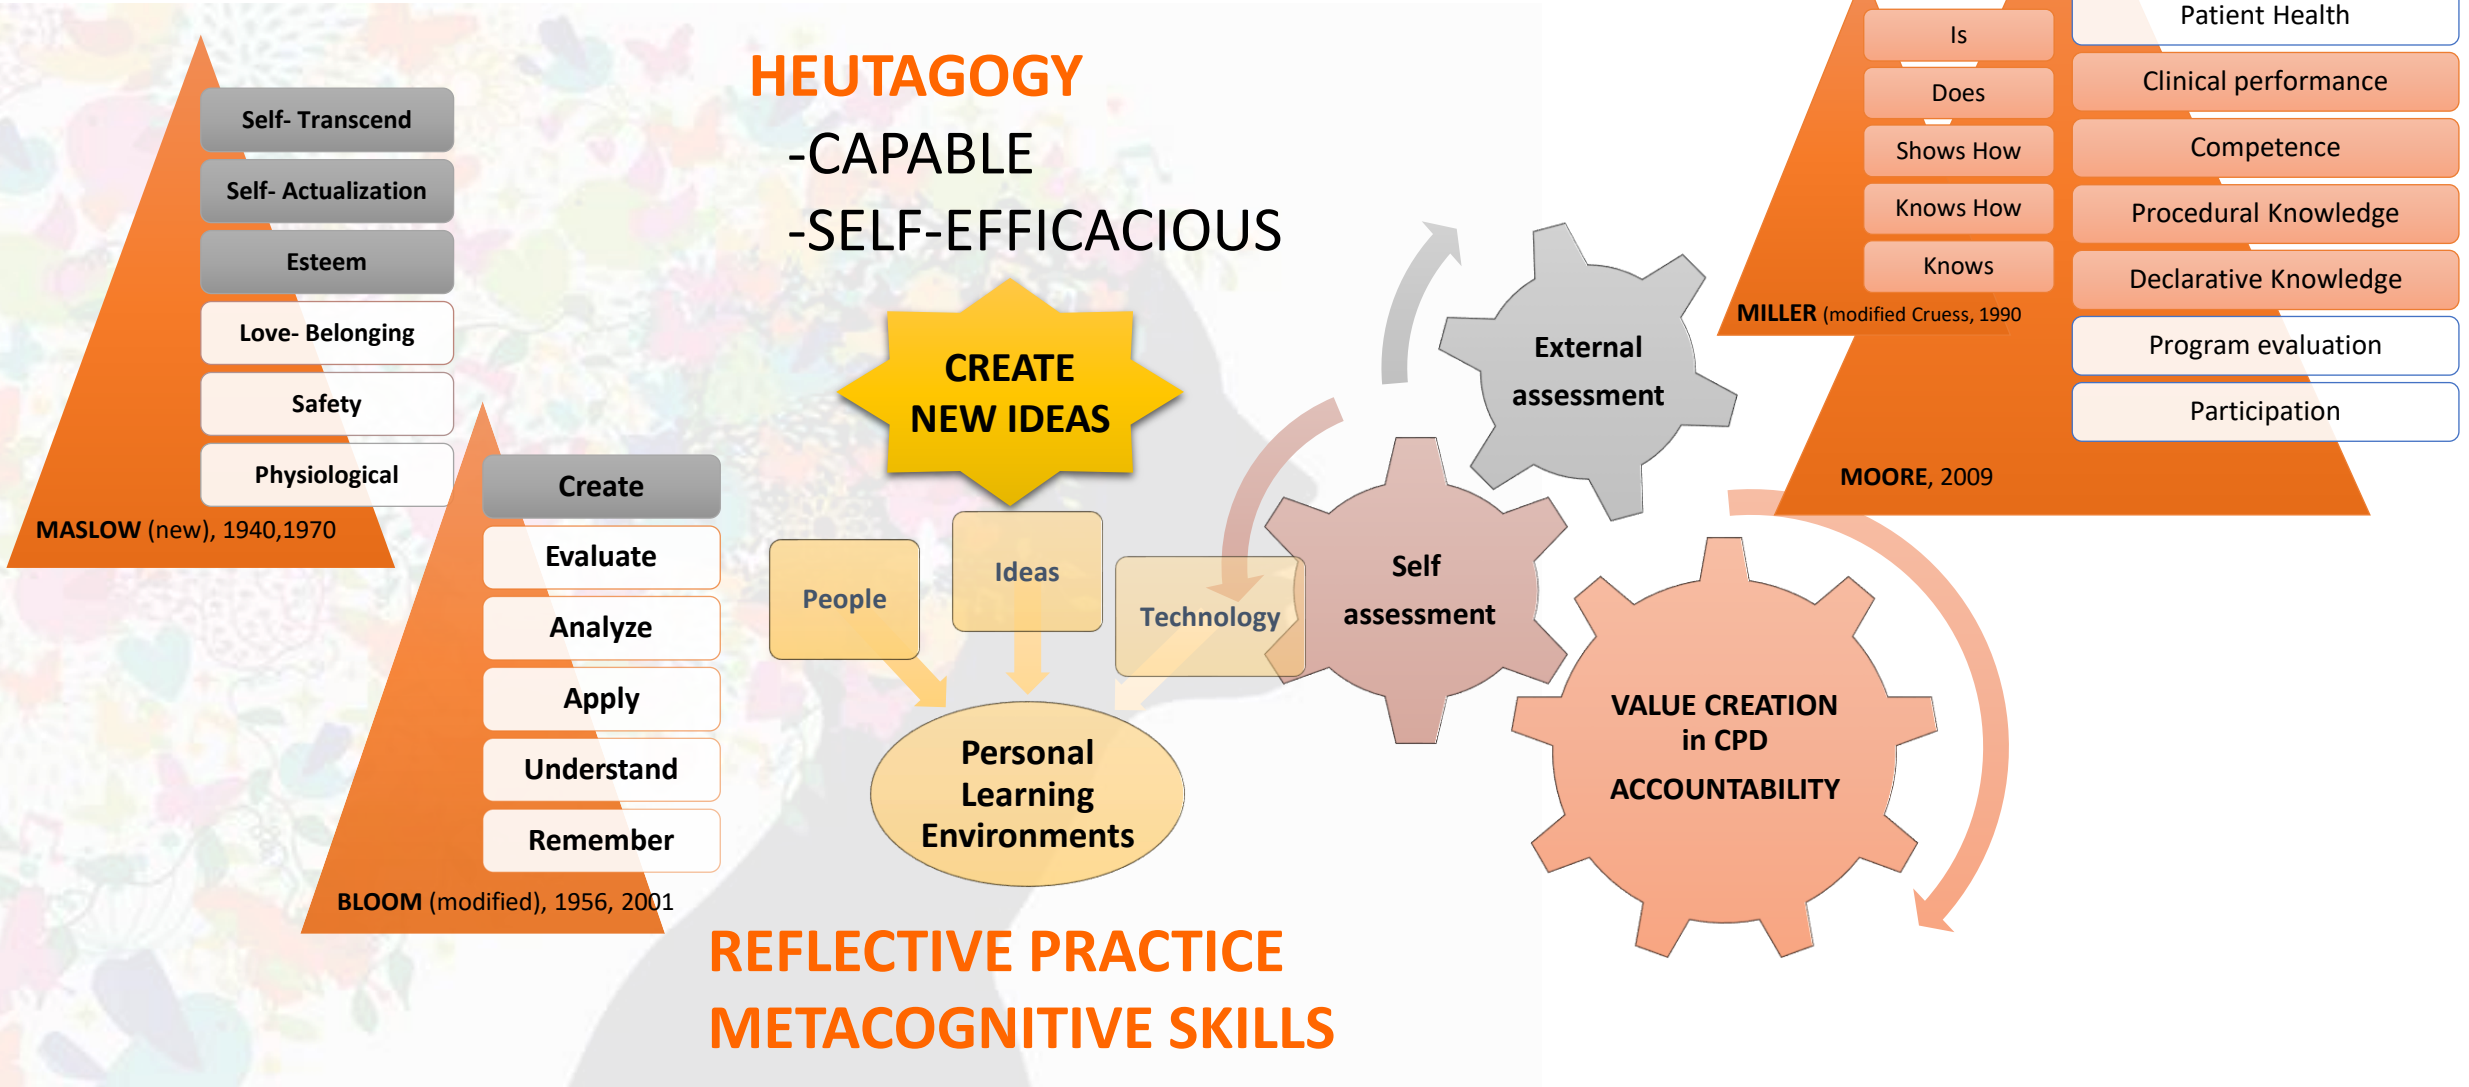 Self- Transcend
Self- Actualization
Esteem
Love- Belonging
Safety
Physiological
MASLOW (new), 1940,1970
Create
Evaluate
Analyze
Apply
Understand
Remember
BLOOM (modified), 1956, 2001
HEUTAGOGY
-CAPABLE
-SELF-EFFICACIOUS
CREATE
NEW IDEAS
People
Ideas
Technology
Personal
Learning
Environments
REFLECTIVE PRACTICE
METACOGNITIVE SKILLS
External
assessment
Self
assessment
VALUE CREATION
in CPD
ACCOUNTABILITY
Is
Does
Shows How
Knows How
Knows
MILLER (modified Cruess, 1990
Patient Health
Clinical performance
Competence
Procedural Knowledge
Declarative Knowledge
Program evaluation
Participation
MOORE, 2009